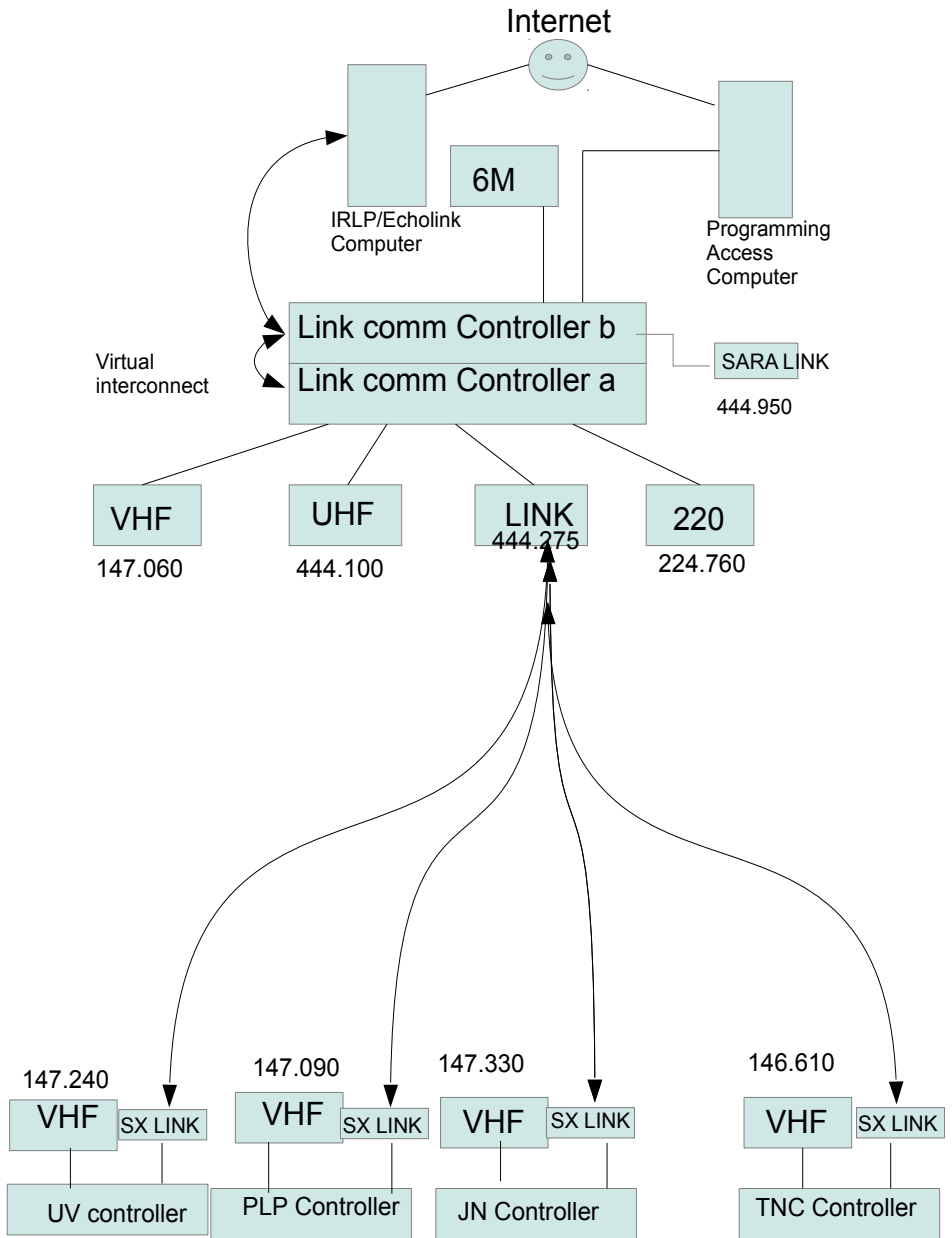 Internet
6M
IRLP/Echolink
Computer
Programming
Access
Computer
Link comm Controller b
Link comm Controller a
Virtual
interconnect
SARA LINK
444.950
VHF
147.060
UHF
444.100
LINK
444.275
220
224.760
147.240
VHF
SX LINK
UV controller
147.090
VHF
SX LINK
PLP Controller
147.330
VHF
SX LINK
JN Controller
146.610
VHF
SX LINK
TNC Controller